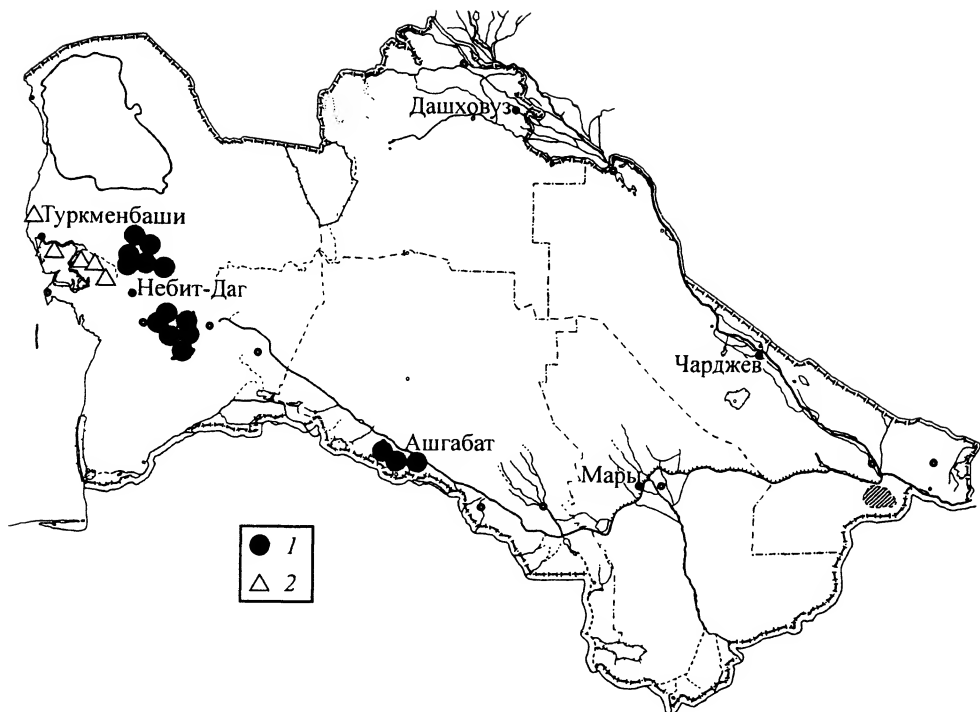 Дашховуз
Туркменбаши
Небит-Даг
Чарджев
Ашгабат
Мары
1
2